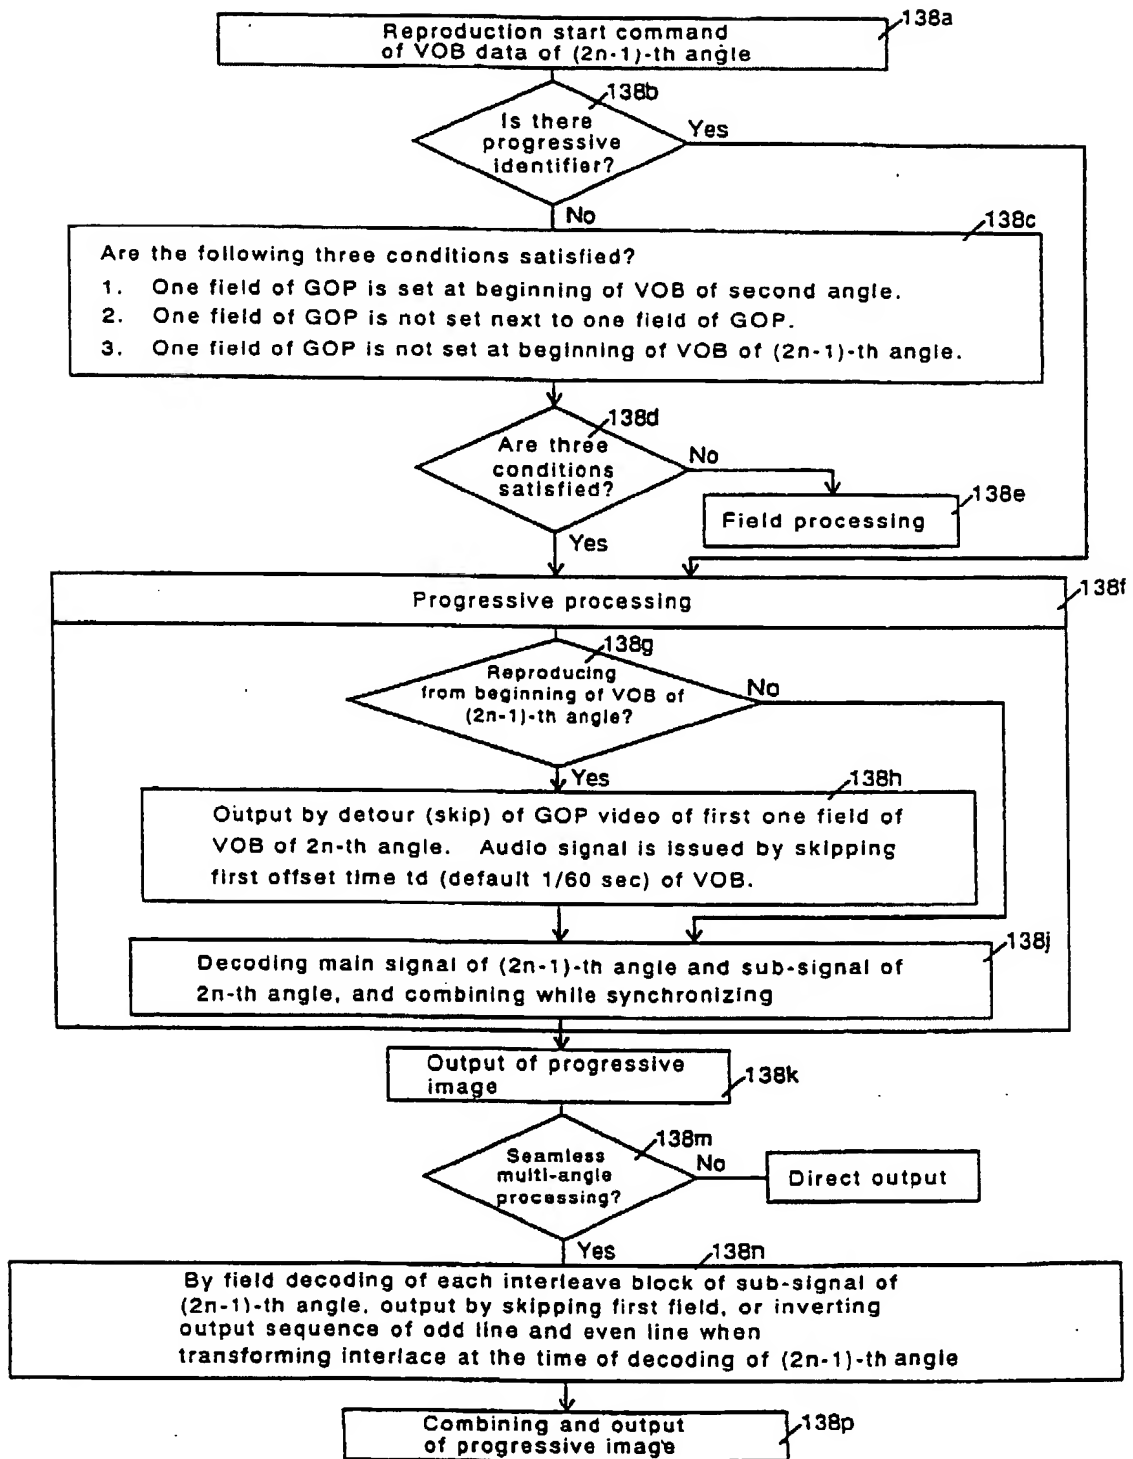 138a
Reproduction start command
of VOB data of (2n-1)-th angle
138b
Is there
progressive
identifier?
Yes
No
138c
Are the following three conditions satisfied?
1. One field of GOP is set at beginning of VOB of second angle.
2. One field of GOP is not set next to one field of GOP.
3. One field of GOP is not set at beginning of VOB of (2n-1)-th angle.
138d
Are three
conditions
satisfied?
No
138e
Field processing
Yes
Progressive processing
138f
138g
Reproducing
from beginning of VOB of
(2n-1)-th angle?
No
Yes
138h
Output by detour (skip) of GOP video of first one field of
VOB of 2n-th angle. Audio signal is issued by skipping
first offset time td (default 1/60 sec) of VOB.
138j
Decoding main signal of (2n-1)-th angle and sub-signal of
2n-th angle, and combining while synchronizing
Output of progressive
image
138k
138m
Seamless
multi-angle
processing?
No
Direct output
Yes
138n
By field decoding of each interleave block of sub-signal of
(2n-1)-th angle, output by skipping first field, or inverting
output sequence of odd line and even line when
transforming interlace at the time of decoding of (2n-1)-th angle
Combining and output
of progressive image
138p